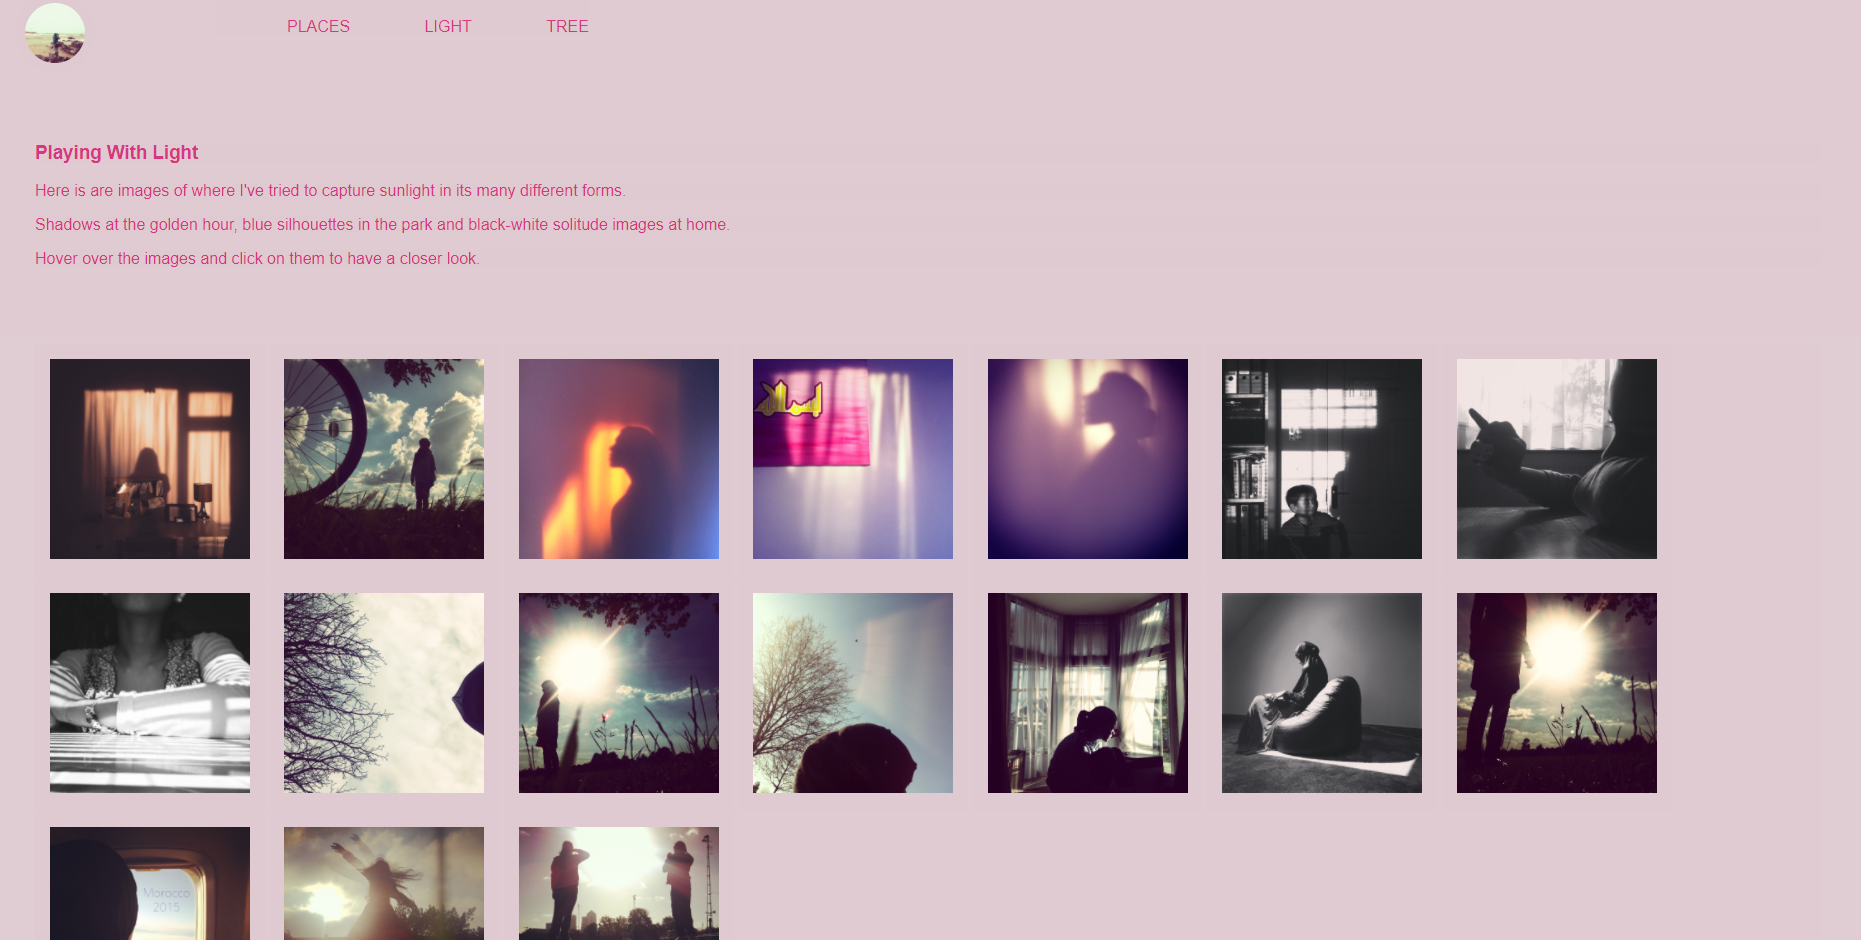 PLACES
LIGHT
TREE
Playing With Light
Here is are images of where I've tried to capture sunlight in its many different forms.
Shadows at the golden hour, blue silhouettes in the park and black-white solitude images at home.
Hover over the images and click on them to have a closer look.
Morocco
2015